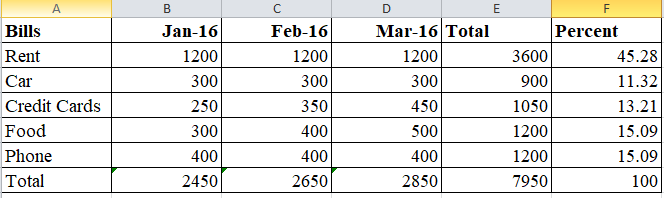 A B C D E F
Bills Jan-16 Feb-16 Mar-16 Total Percent
Rent 1200 1200 1200 3600 45.28
Car 300 300 300 900 11.32
Credit Cards 250 350 450 1050 13.21
Food 300 400 500 1200 15.09
Phone 400 400 400 1200 15.09
Total 2450 2650 2850 7950 100